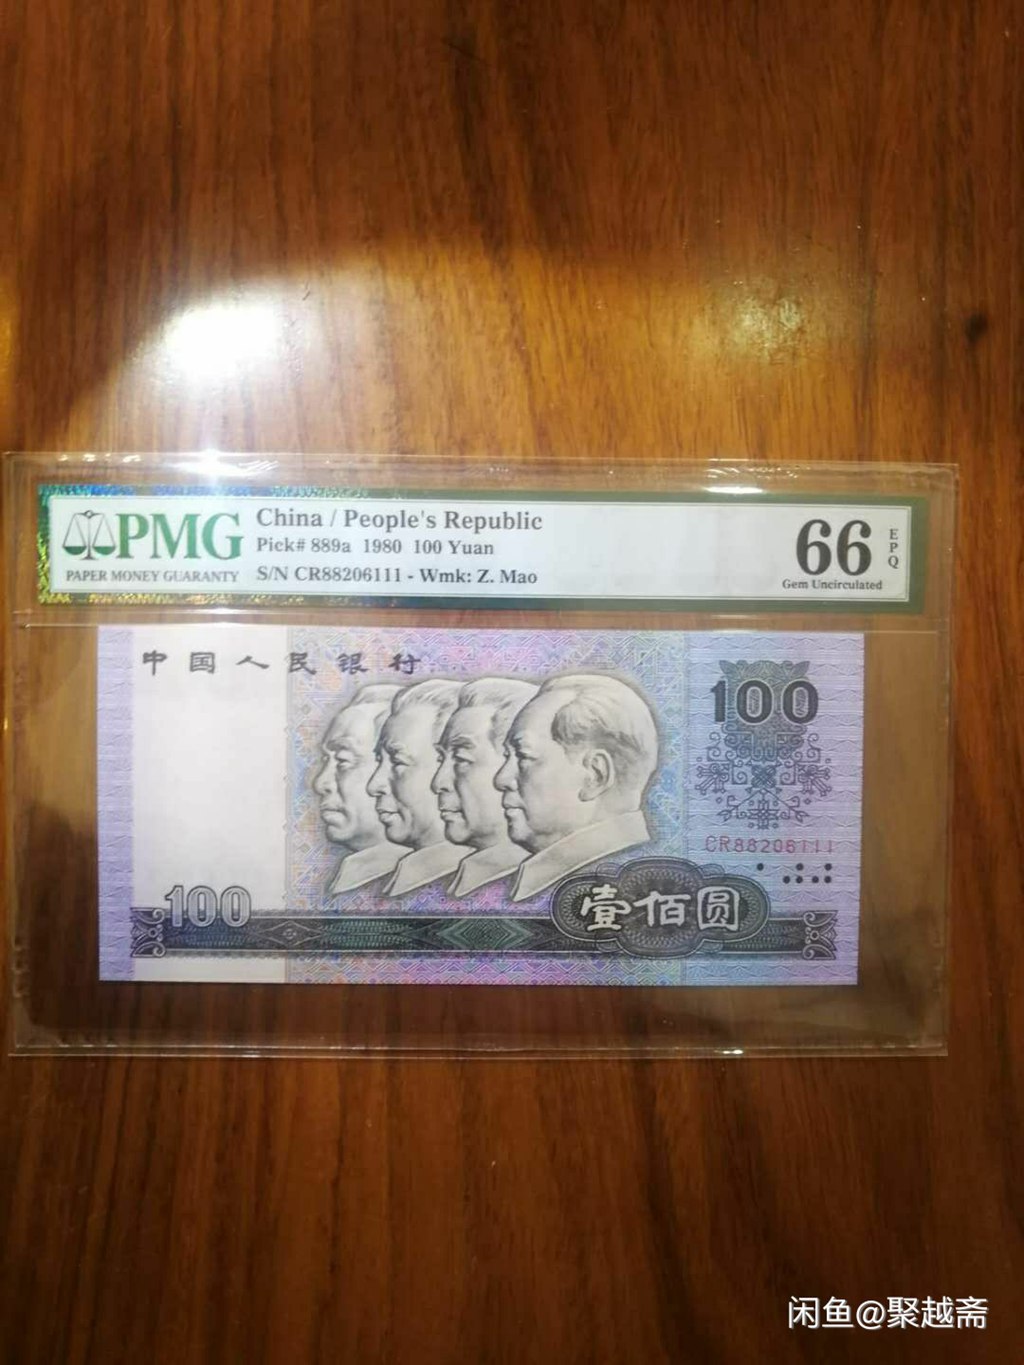 PMG
PAPER MONEY GUARANTY
China / People's Republic
Pick# 889a 1980 100 Yuan
S/N CR88206111 - Wmk: Z. Mao
66
EPQ
Gem Uncirculated
中国人民银行
100
CR88206111
100
壹佰圆
闲鱼@聚越斋